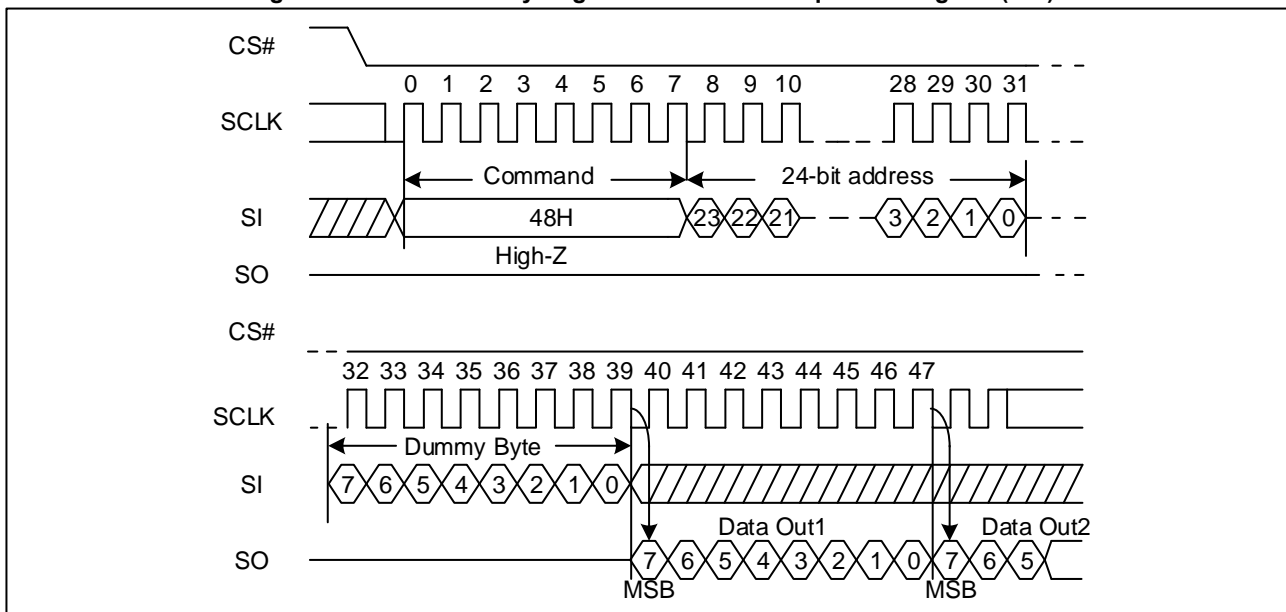 CS#
0 1 2 3 4 5 6 7 8 9 10 28 29 30 31
SCLK
Command 24-bit address
SI 48H 23 22 21 3 2 1 0
High-Z
SO
CS#
32 33 34 35 36 37 38 39 40 41 42 43 44 45 46 47
SCLK
Dummy Byte
SI 7 6 5 4 3 2 1 0
Data Out1 Data Out2
SO 7 6 5 4 3 2 1 0 7 6 5
MSB MSB